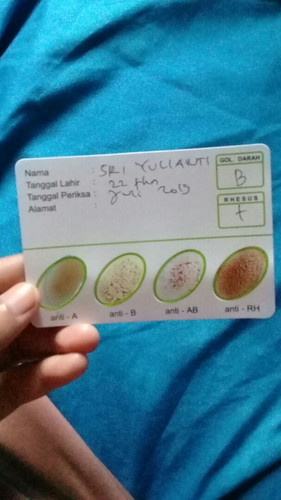 Nama : SRI YULIANTI
Tanggal Lahir : 22 thn
Tanggal Periksa : Juli 2013
Alamat :
GOL. DARAH
B
RHESUS
+
anti - A
anti - B
anti - AB
anti - RH